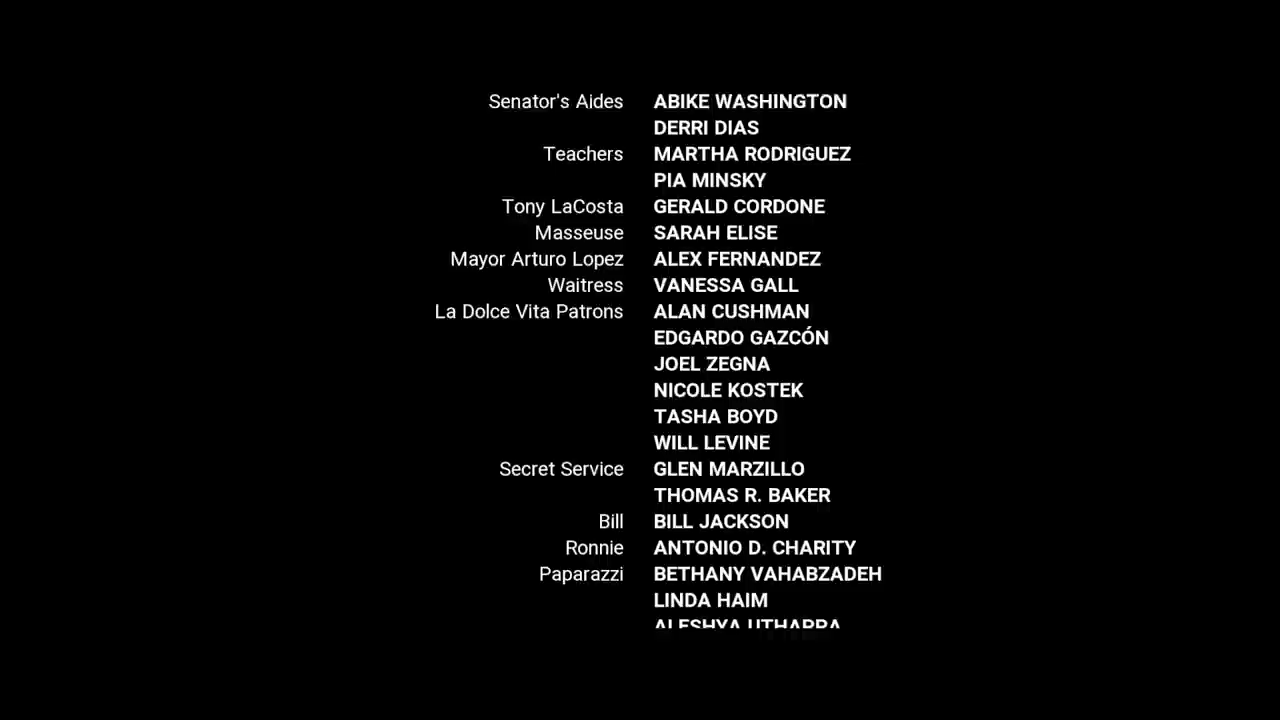 Senator's Aides ABIKE WASHINGTON
DERRI DIAS
Teachers MARTHA RODRIGUEZ
PIA MINSKY
Tony LaCosta GERALD CORDONE
Masseuse SARAH ELISE
Mayor Arturo Lopez ALEX FERNANDEZ
Waitress VANESSA GALL
La Dolce Vita Patrons ALAN CUSHMAN
EDGARDO GAZCÓN
JOEL ZEGNA
NICOLE KOSTEK
TASHA BOYD
WILL LEVINE
Secret Service GLEN MARZILLO
THOMAS R. BAKER
Bill BILL JACKSON
Ronnie ANTONIO D. CHARITY
Paparazzi BETHANY VAHABZADEH
LINDA HAIM
ALESHYA